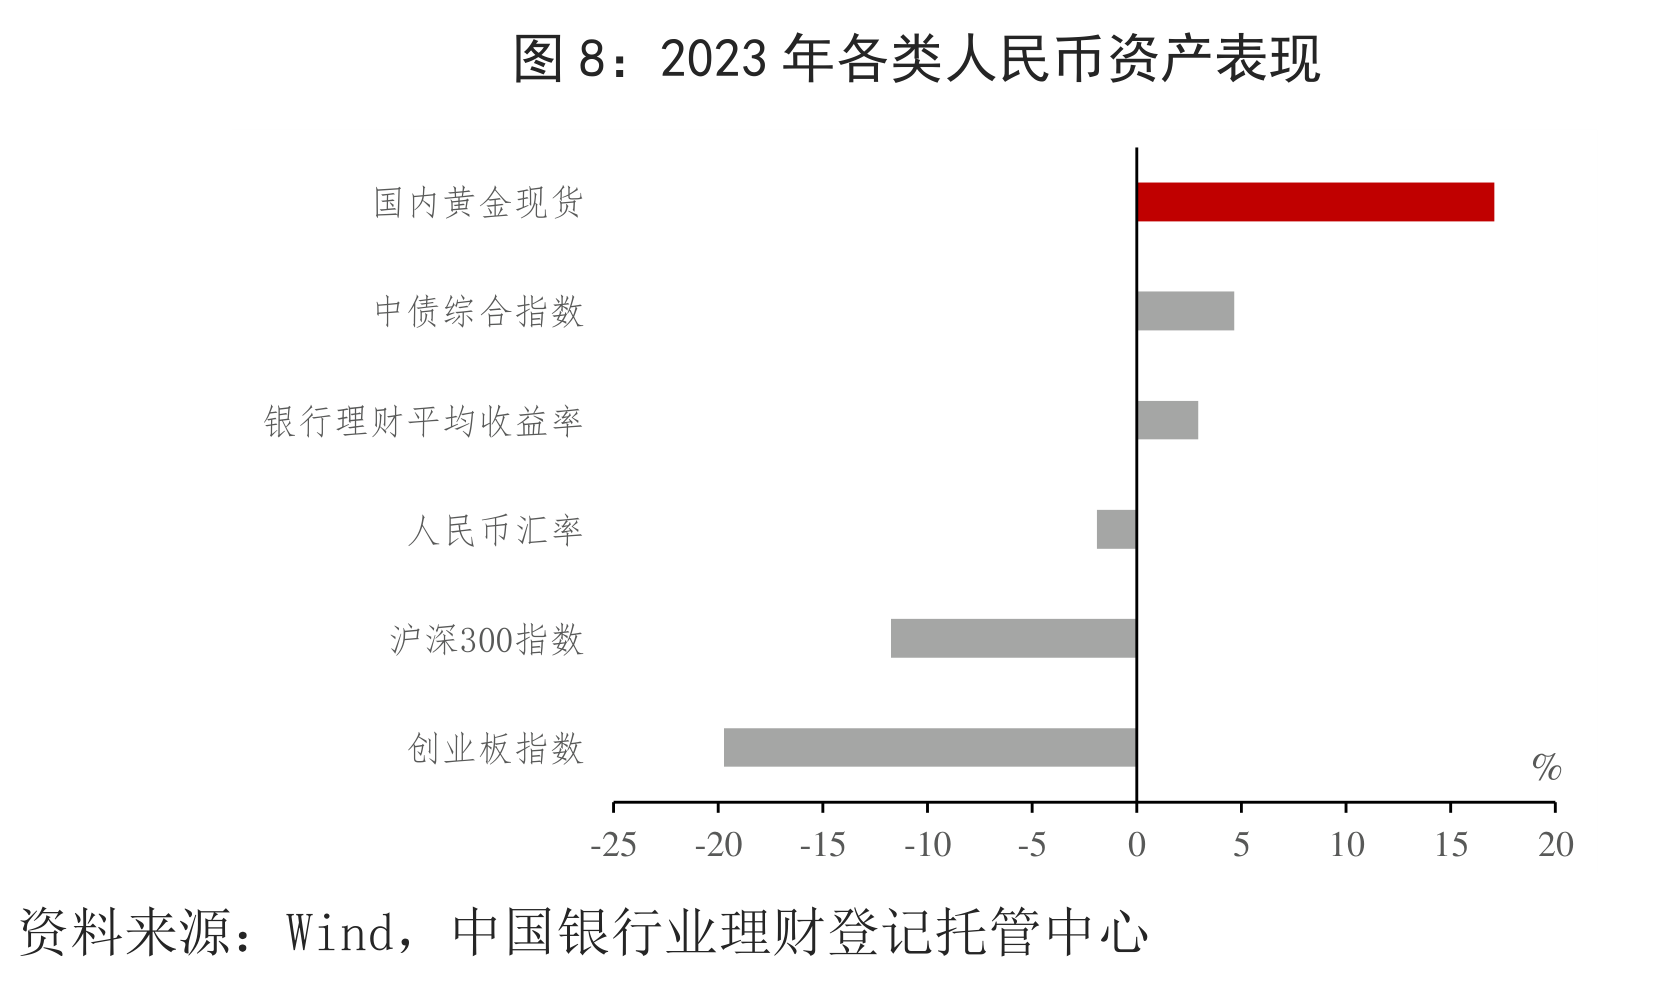 图 8：2023 年各类人民币资产表现
国内黄金现货
中债综合指数
银行理财平均收益率
人民币汇率
沪深300指数
创业板指数
%
-25 -20 -15 -10 -5 0 5 10 15 20
资料来源：Wind，中国银行业理财登记托管中心